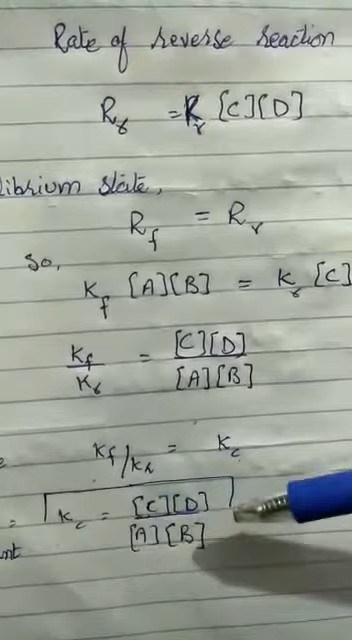 Rate of reverse reaction
Rr = Kr [C][D]
librium state,
Rf = Rr
So,
Kf [A][B] = Kr [C]
Kf/Kr = [C][D]/[A][B]
Kf/Kr = Kc
= Kc = [C][D]/[A][B]
nt